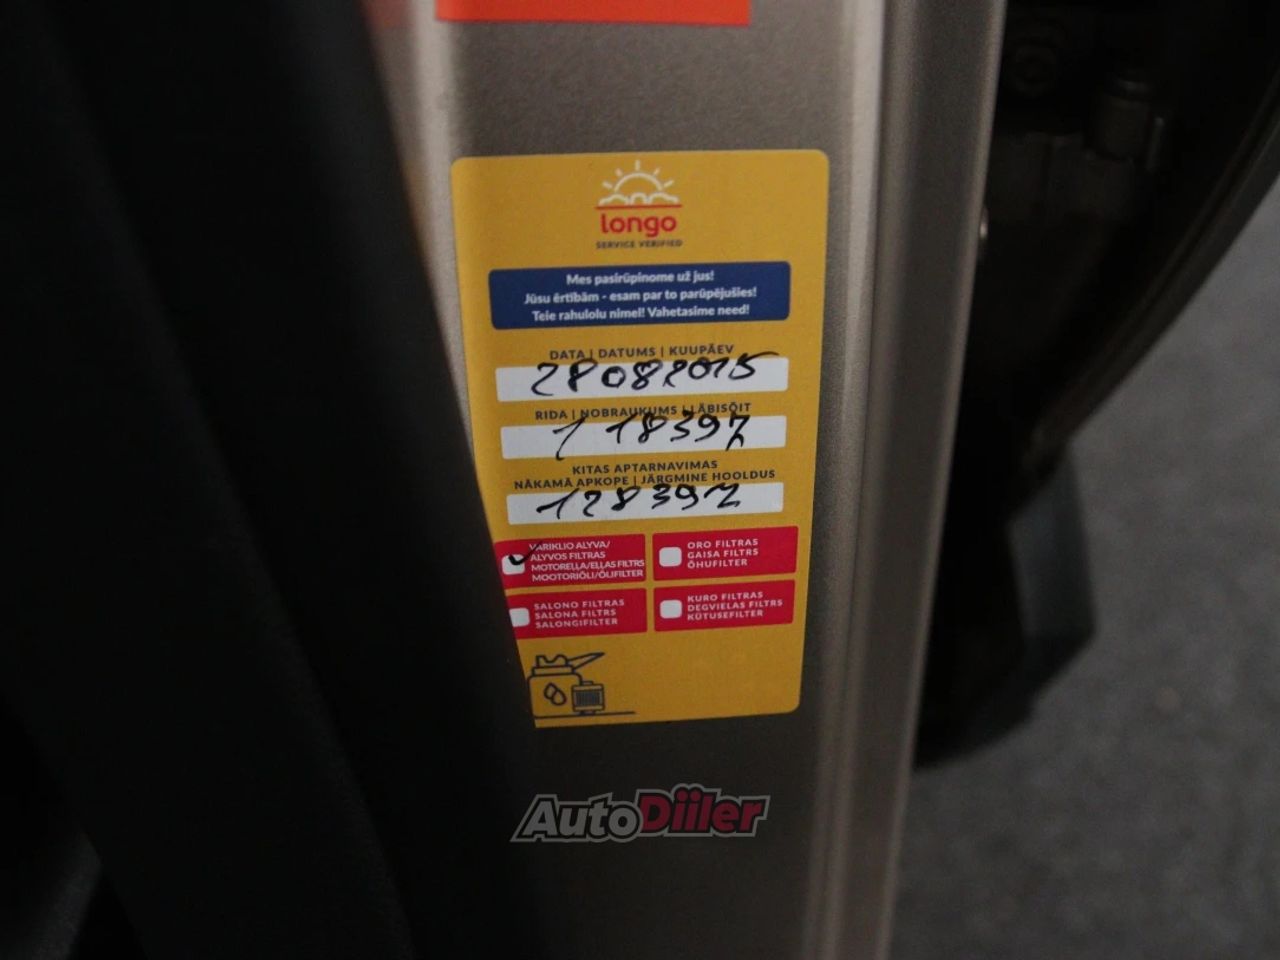 longo
SERVICE VERIFIED
Mes pasirūpinome už jus!
Jūsu ērtībām - esam par to parūpējušies!
Teie rahulolu nimel! Vahetasime need!
DATA | DATUMS | KUUPÄEV
28082015
RIDA | NOBRAUKUMS | LÄBISÕIT
118397
KITAS APTARNAVIMAS
NĀKAMĀ APKOPE | JÄRGMINE HOOLDUS
128397
VARIKLIO ALYVA/
ALYVOS FILTRAS
MOTOREĻĻA/EĻĻAS FILTRS
MOOTORIÕLI/ÕLIFILTER
ORO FILTRAS
GAISA FILTRS
ÕHUFILTER
SALONO FILTRAS
SALONA FILTRS
SALONGIFILTER
KURO FILTRAS
DEGVIELAS FILTRS
KÜTUSEFILTER
AutoDiiler